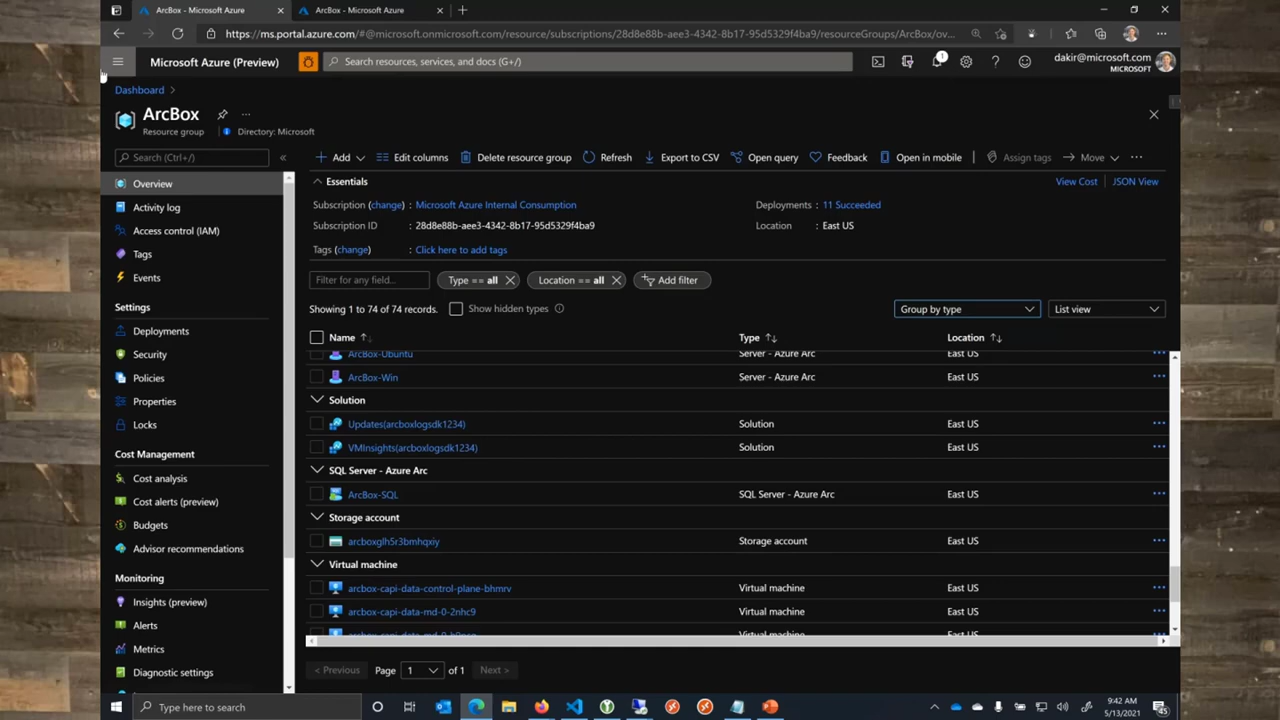 ArcBox - Microsoft Azure
ArcBox - Microsoft Azure
https://ms.portal.azure.com/#@microsoft.onmicrosoft.com/resource/subscriptions/28d8e88b-aee3-4342-8b17-95d5329f4ba9/resourceGroups/ArcBox/ov...
Microsoft Azure (Preview)
Search resources, services, and docs (G+/)
1
dakir@microsoft.com
MICROSOFT
Dashboard >
ArcBox
Resource group
Directory: Microsoft
Search (Ctrl+/)
Add
Edit columns
Delete resource group
Refresh
Export to CSV
Open query
Feedback
Open in mobile
Assign tags
Move
Overview
Activity log
Access control (IAM)
Tags
Events
Settings
Deployments
Security
Policies
Properties
Locks
Cost Management
Cost analysis
Cost alerts (preview)
Budgets
Advisor recommendations
Monitoring
Insights (preview)
Alerts
Metrics
Diagnostic settings
Essentials
View Cost | JSON View
Subscription (change) : Microsoft Azure Internal Consumption
Deployments : 11 Succeeded
Subscription ID : 28d8e88b-aee3-4342-8b17-95d5329f4ba9
Location : East US
Tags (change) : Click here to add tags
Filter for any field...
Type == all
Location == all
Add filter
Showing 1 to 74 of 74 records.
Show hidden types
Group by type
List view
Name Type Location
ArcBox-Ubuntu Server - Azure Arc East US
ArcBox-Win Server - Azure Arc East US
Solution
Updates(arcboxlogsdk1234) Solution East US
VMInsights(arcboxlogsdk1234) Solution East US
SQL Server - Azure Arc
ArcBox-SQL SQL Server - Azure Arc East US
Storage account
arcboxglh5r3bmhqxiy Storage account East US
Virtual machine
arcbox-capi-data-control-plane-bhmrv Virtual machine East US
arcbox-capi-data-md-0-2nhc9 Virtual machine East US
Virtual machine East US
< Previous Page 1 of 1 Next >
Type here to search
9:42 AM
5/13/2021
45